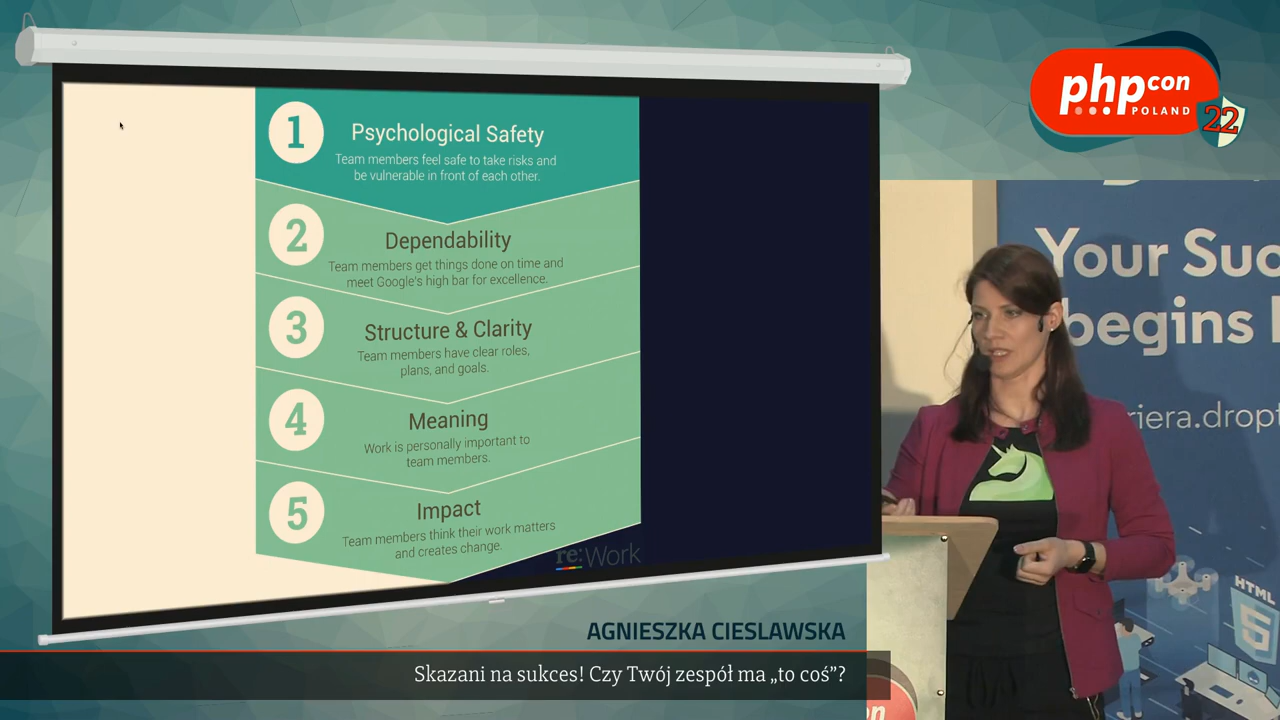 1
Psychological Safety
Team members feel safe to take risks and
be vulnerable in front of each other.
2
Dependability
Team members get things done on time and
meet Google's high bar for excellence.
3
Structure & Clarity
Team members have clear roles,
plans, and goals.
4
Meaning
Work is personally important to
team members.
5
Impact
Team members think their work matters
and creates change.
re:Work
phpcon
POLAND
22
Your Suc
begins
riera.dropt
HTML
5
AGNIESZKA CIESLAWSKA
Skazani na sukces! Czy Twój zespół ma „to coś”?
on